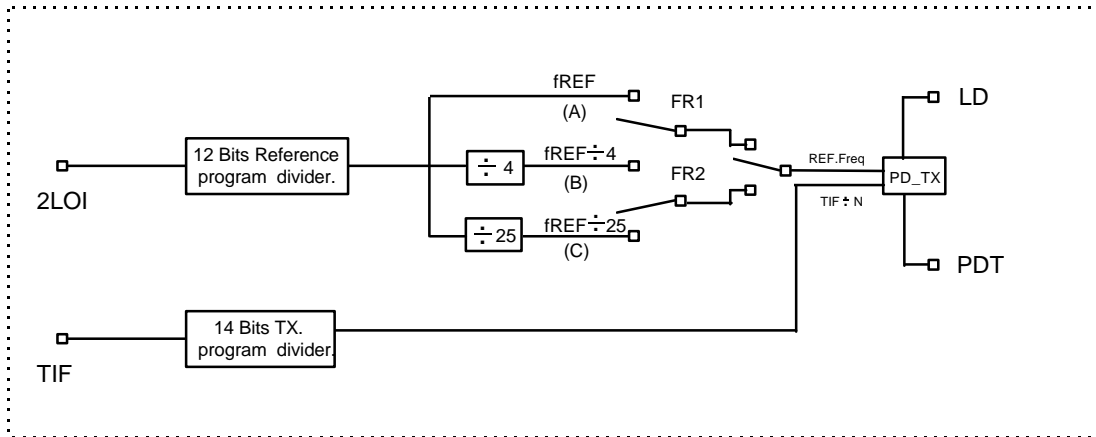 fREF
(A)
FR1
LD
12 Bits Reference
program divider.
÷ 4
fREF÷4
(B)
FR2
REF.Freq
PD_TX
TIF÷N
2LOI
÷ 25
fREF÷25
(C)
PDT
14 Bits TX.
program divider.
TIF